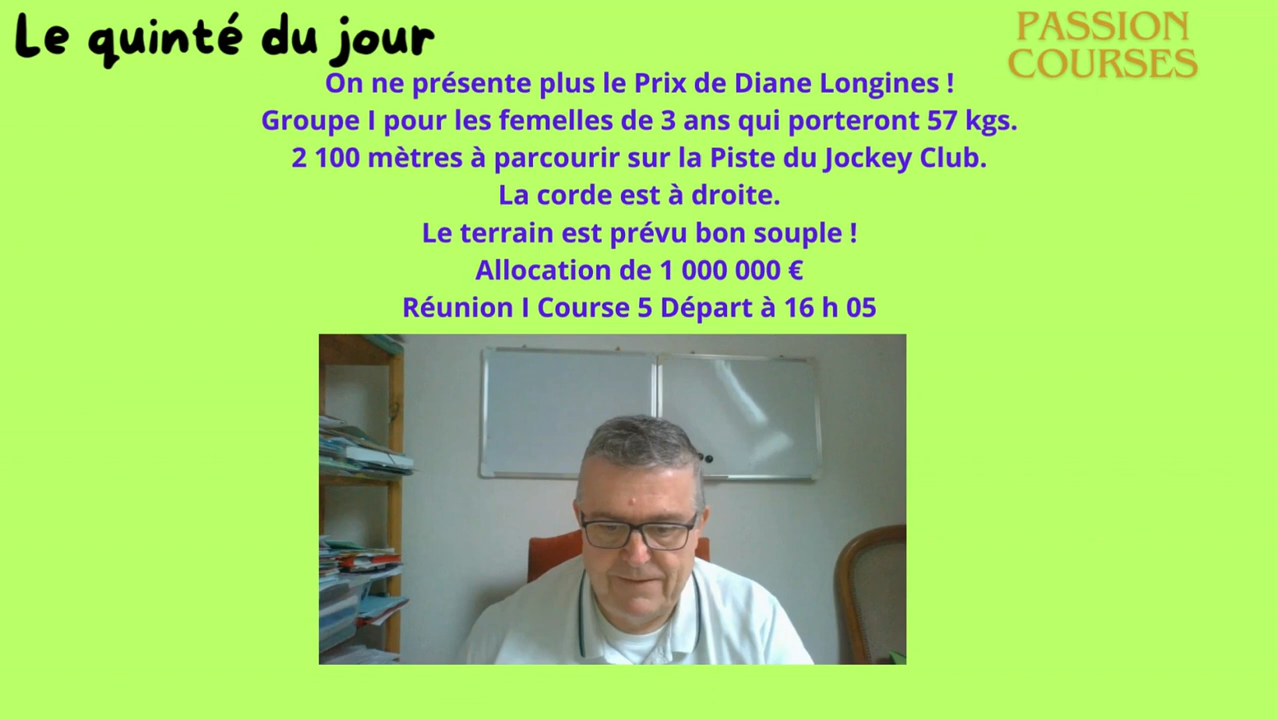 Le quinté du jour
PASSION
COURSES
On ne présente plus le Prix de Diane Longines !
Groupe I pour les femelles de 3 ans qui porteront 57 kgs.
2 100 mètres à parcourir sur la Piste du Jockey Club.
La corde est à droite.
Le terrain est prévu bon souple !
Allocation de 1 000 000 €
Réunion I Course 5 Départ à 16 h 05